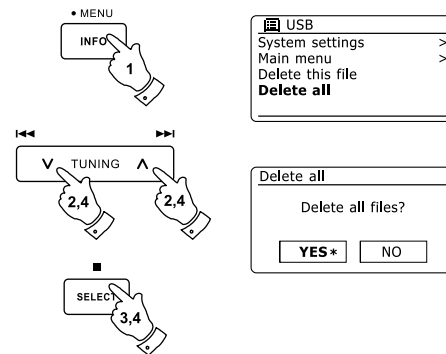 • MENU
INFO
1
TUNING
2,4
2,4
SELECT
3,4
USB
System settings >
Main menu >
Delete this file
Delete all
Delete all
Delete all files?
YES*
NO